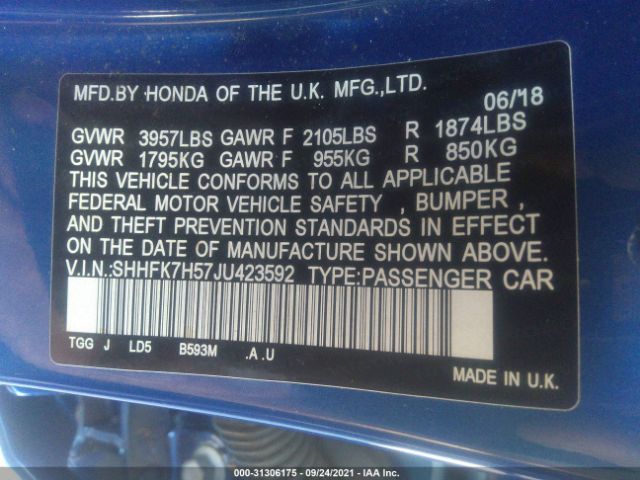 MFD.BY HONDA OF THE U.K. MFG.,LTD.
06/18
GVWR 3957LBS GAWR F 2105LBS R 1874LBS
GVWR 1795KG GAWR F 955KG R 850KG
THIS VEHICLE CONFORMS TO ALL APPLICABLE
FEDERAL MOTOR VEHICLE SAFETY , BUMPER ,
AND THEFT PREVENTION STANDARDS IN EFFECT
ON THE DATE OF MANUFACTURE SHOWN ABOVE.
V.I.N.:SHHFK7H57JU423592 TYPE:PASSENGER CAR
TGG J LD5 B593M .A .U
MADE IN U.K.
000-31306175 - 09/24/2021 - IAA Inc.